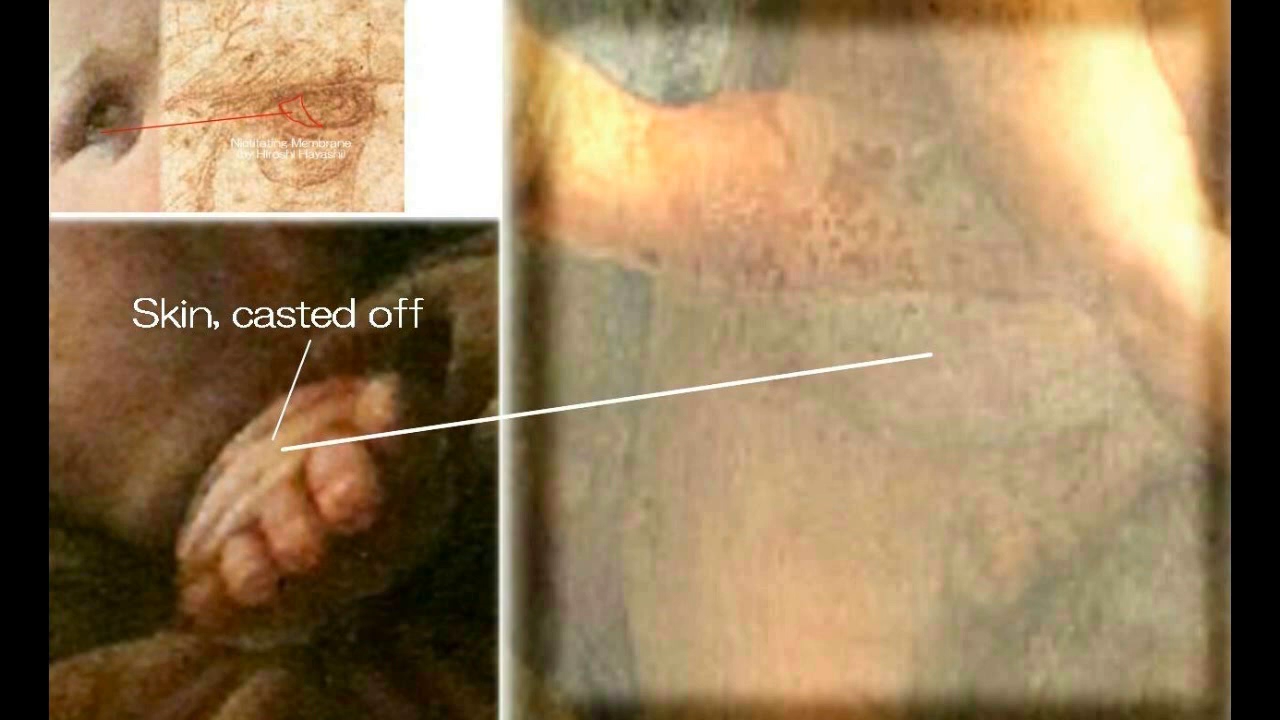 Nictitating Membrane
(by Hiroshi Hayashi)
Skin, casted off